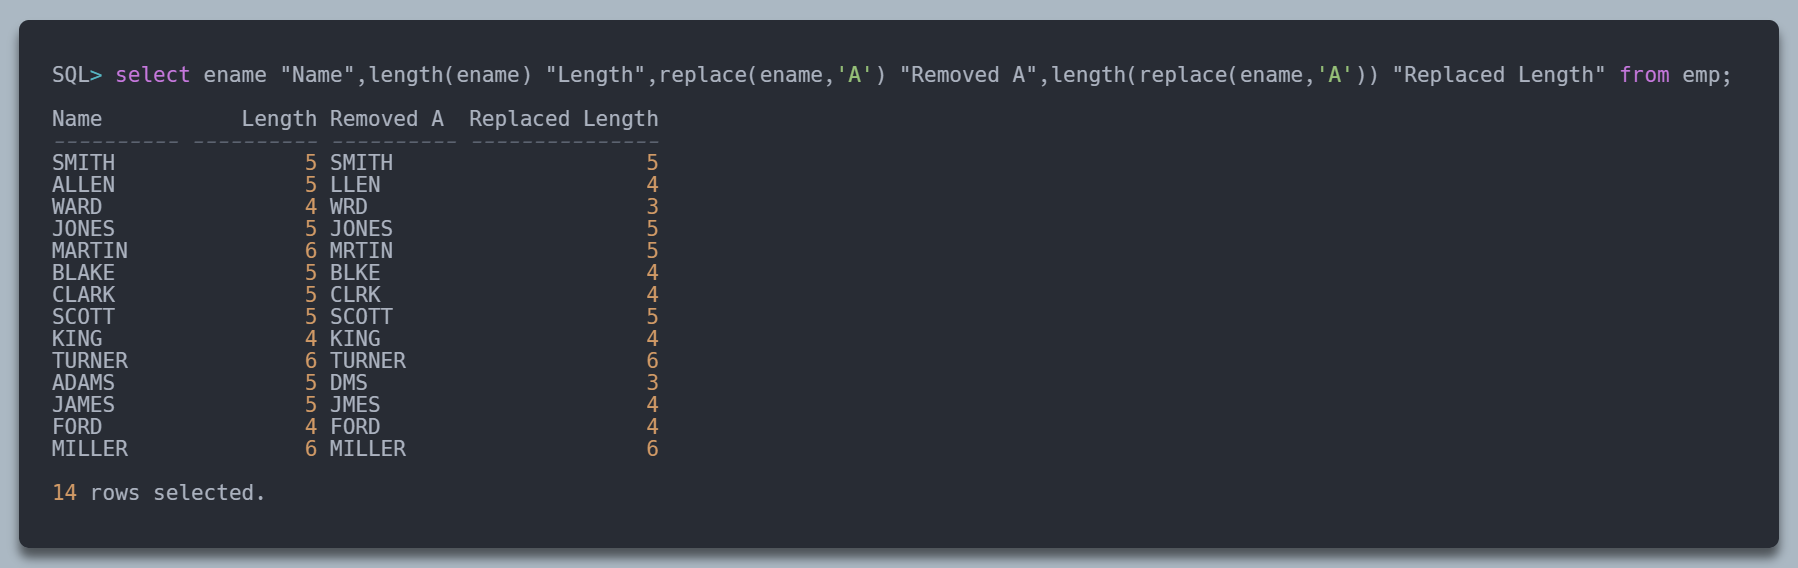 SQL> select ename "Name",length(ename) "Length",replace(ename,'A') "Removed A",length(replace(ename,'A')) "Replaced Length" from emp;
Name           Length Removed A  Replaced Length
---------- ---------- ---------- ---------------
SMITH               5 SMITH                    5
ALLEN               5 LLEN                     4
WARD                4 WRD                      3
JONES               5 JONES                    5
MARTIN              6 MRTIN                    5
BLAKE               5 BLKE                     4
CLARK               5 CLRK                     4
SCOTT               5 SCOTT                    5
KING                4 KING                     4
TURNER              6 TURNER                   6
ADAMS               5 DMS                      3
JAMES               5 JMES                     4
FORD                4 FORD                     4
MILLER              6 MILLER                   6
14 rows selected.